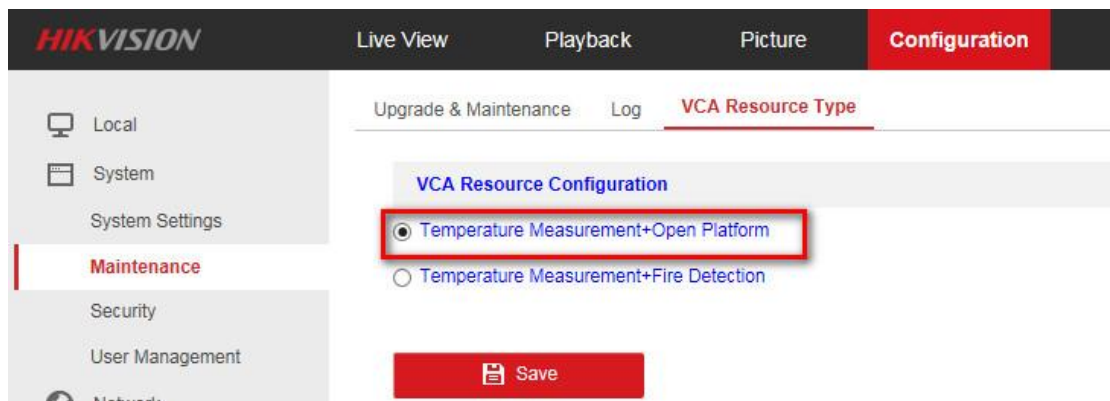 HIKVISION Live View Playback Picture Configuration
Upgrade & Maintenance Log VCA Resource Type
Local
System
System Settings
Maintenance
Security
User Management
Network
VCA Resource Configuration
Temperature Measurement+Open Platform
Temperature Measurement+Fire Detection
Save